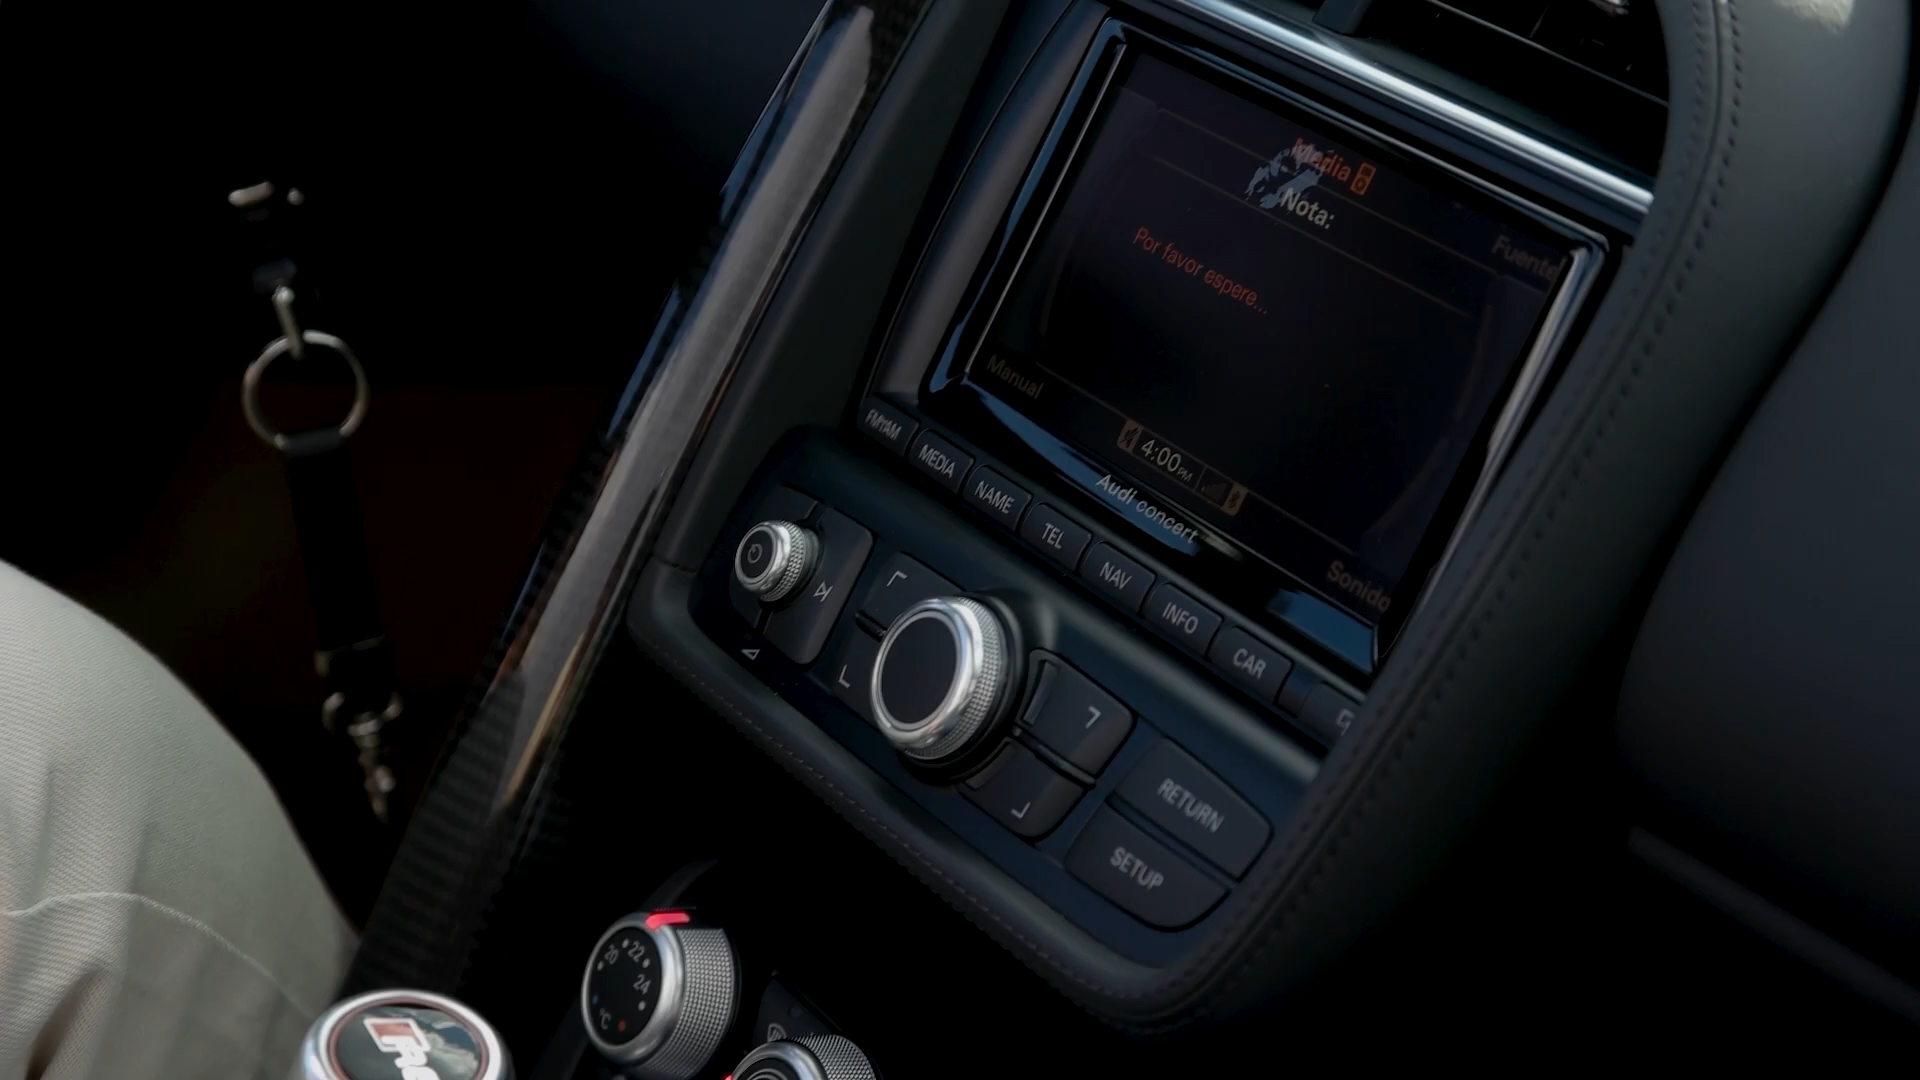 Media
Nota:
Fuente
Por favor espere...
Manual
4:00PM
Sonido
Audi concert
FM/AM
MEDIA
NAME
TEL
NAV
INFO
CAR
RETURN
SETUP
20
22
24
°C